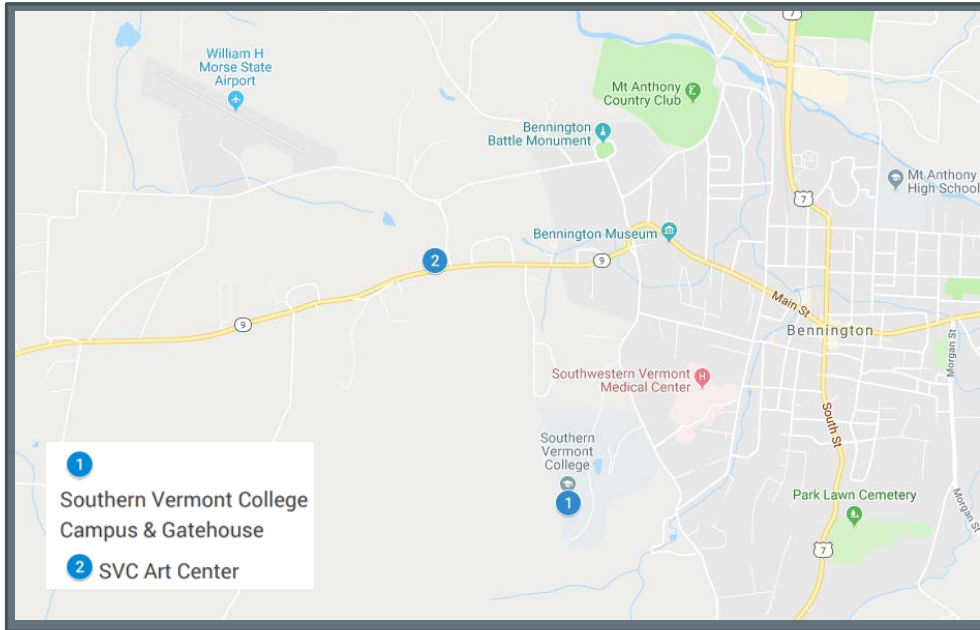 7
William H
Morse State
Airport
Mt Anthony
Country Club
Bennington
Battle Monument
Mt Anthony
High School
7
Bennington Museum
9
Main St
Bennington
9
Morgan St
Southwestern Vermont
Medical Center
H
South St
Southern
Vermont
College
1
2
Park Lawn Cemetery
Morgan St
7
1
Southern Vermont College
Campus & Gatehouse
2 SVC Art Center